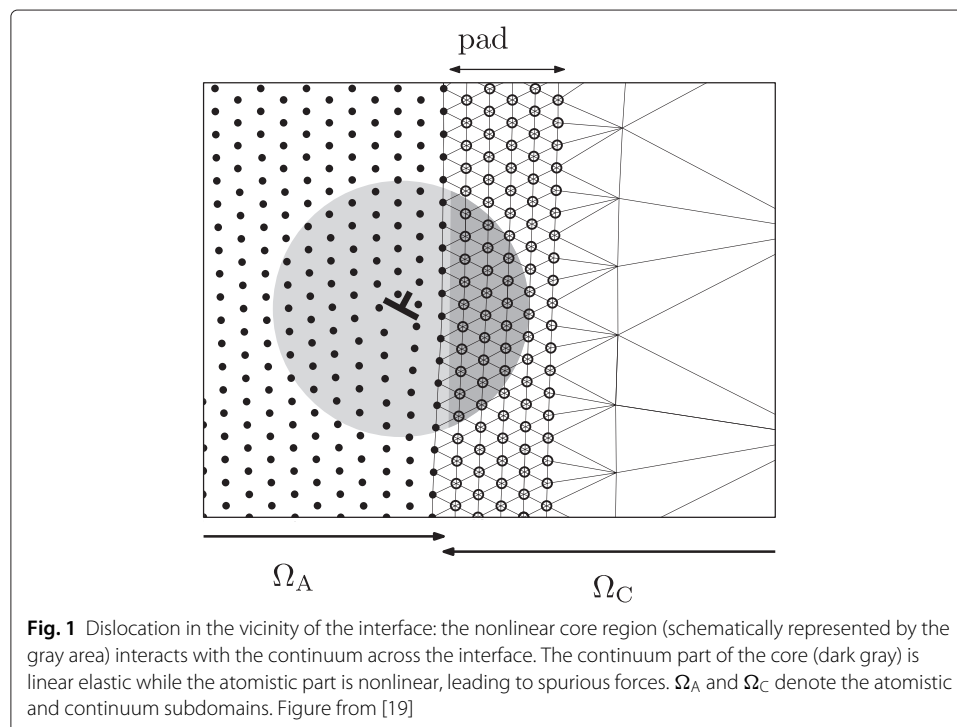 pad
Ω_A
Ω_C
Fig. 1 Dislocation in the vicinity of the interface: the nonlinear core region (schematically represented by the
gray area) interacts with the continuum across the interface. The continuum part of the core (dark gray) is
linear elastic while the atomistic part is nonlinear, leading to spurious forces. Ω_A and Ω_C denote the atomistic
and continuum subdomains. Figure from [19]